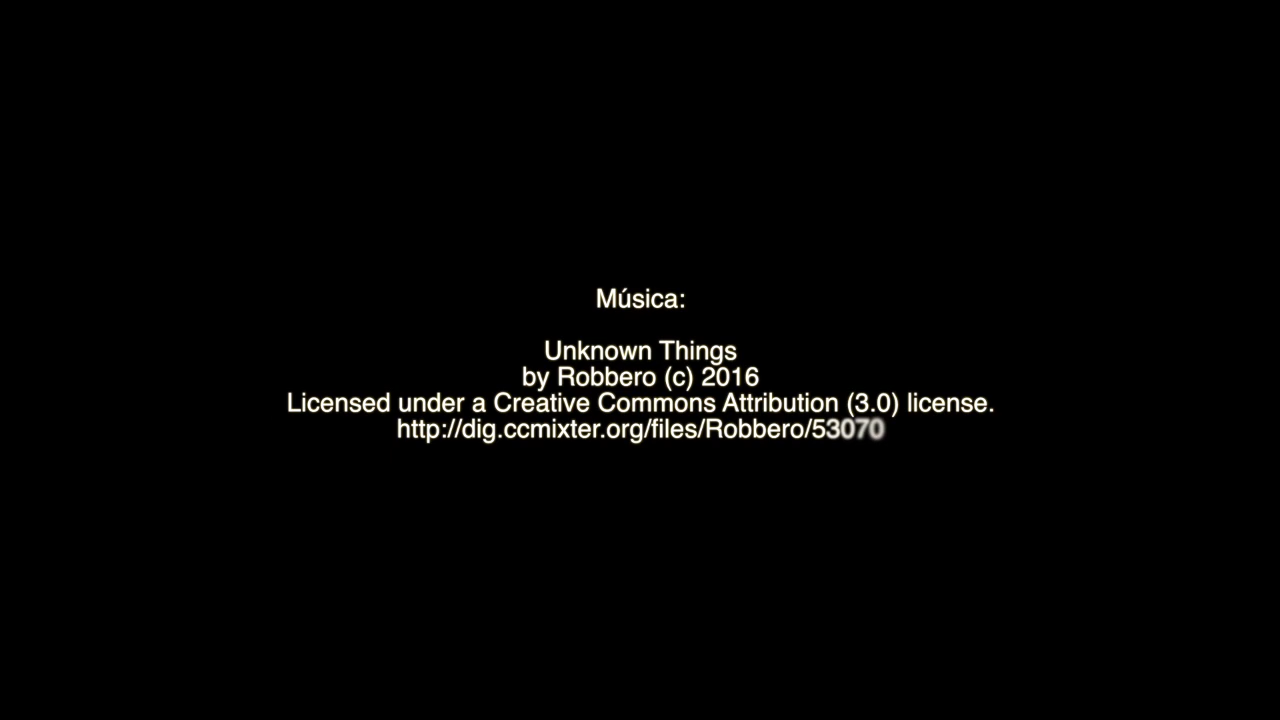 Música:
Unknown Things
by Robbero (c) 2016
Licensed under a Creative Commons Attribution (3.0) license.
http://dig.ccmixter.org/files/Robbero/53070